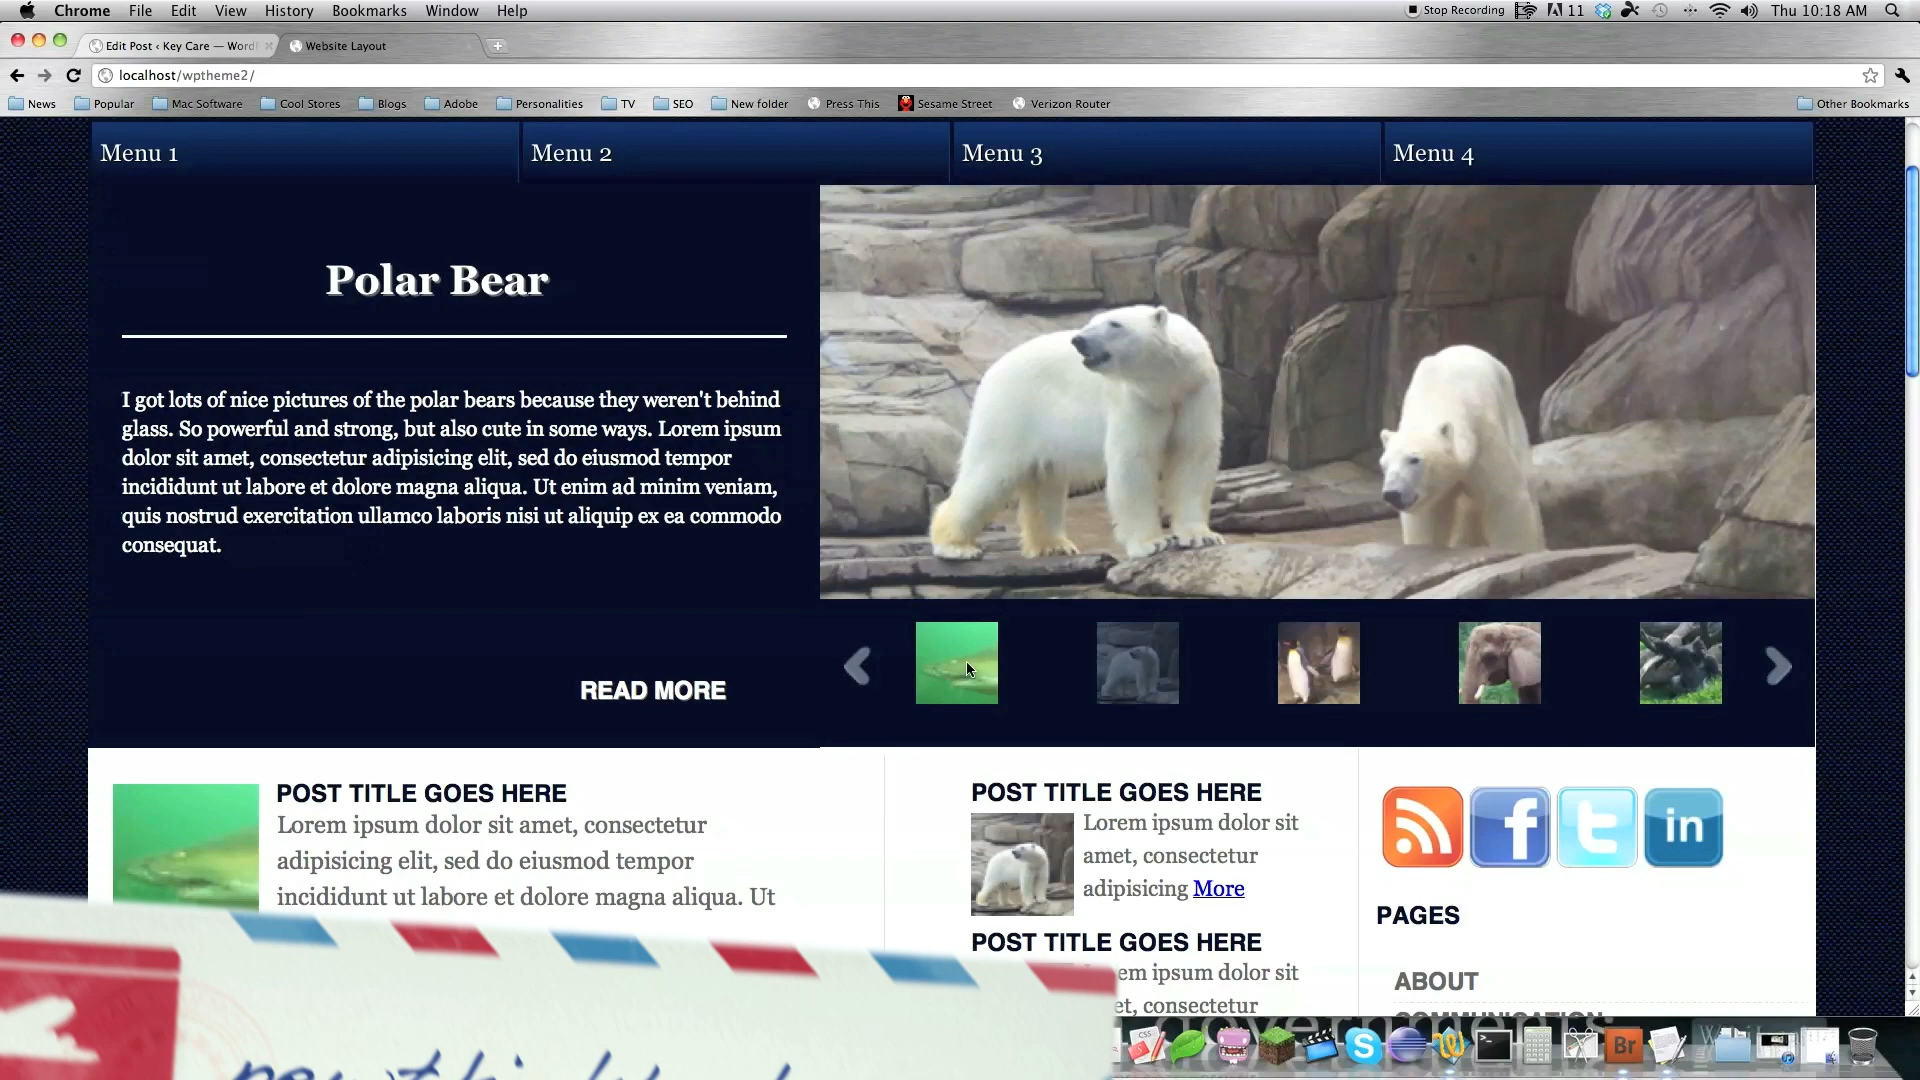 Chrome File Edit View History Bookmarks Window Help
Stop Recording 11 Thu 10:18 AM
Edit Post ‹ Key Care — Word
Website Layout
localhost/wptheme2/
News Popular Mac Software Cool Stores Blogs Adobe Personalities TV SEO New folder Press This Sesame Street Verizon Router Other Bookmarks
Menu 1 Menu 2 Menu 3 Menu 4
Polar Bear
I got lots of nice pictures of the polar bears because they weren't behind
glass. So powerful and strong, but also cute in some ways. Lorem ipsum
dolor sit amet, consectetur adipisicing elit, sed do eiusmod tempor
incididunt ut labore et dolore magna aliqua. Ut enim ad minim veniam,
quis nostrud exercitation ullamco laboris nisi ut aliquip ex ea commodo
consequat.
READ MORE
POST TITLE GOES HERE
Lorem ipsum dolor sit amet, consectetur
adipisicing elit, sed do eiusmod tempor
incididunt ut labore et dolore magna aliqua. Ut
POST TITLE GOES HERE
Lorem ipsum dolor sit
amet, consectetur
adipisicing More
POST TITLE GOES HERE
em ipsum dolor sit
et, consectetur
f t in
PAGES
ABOUT
COMMUNICATION
governments
CSS
Br